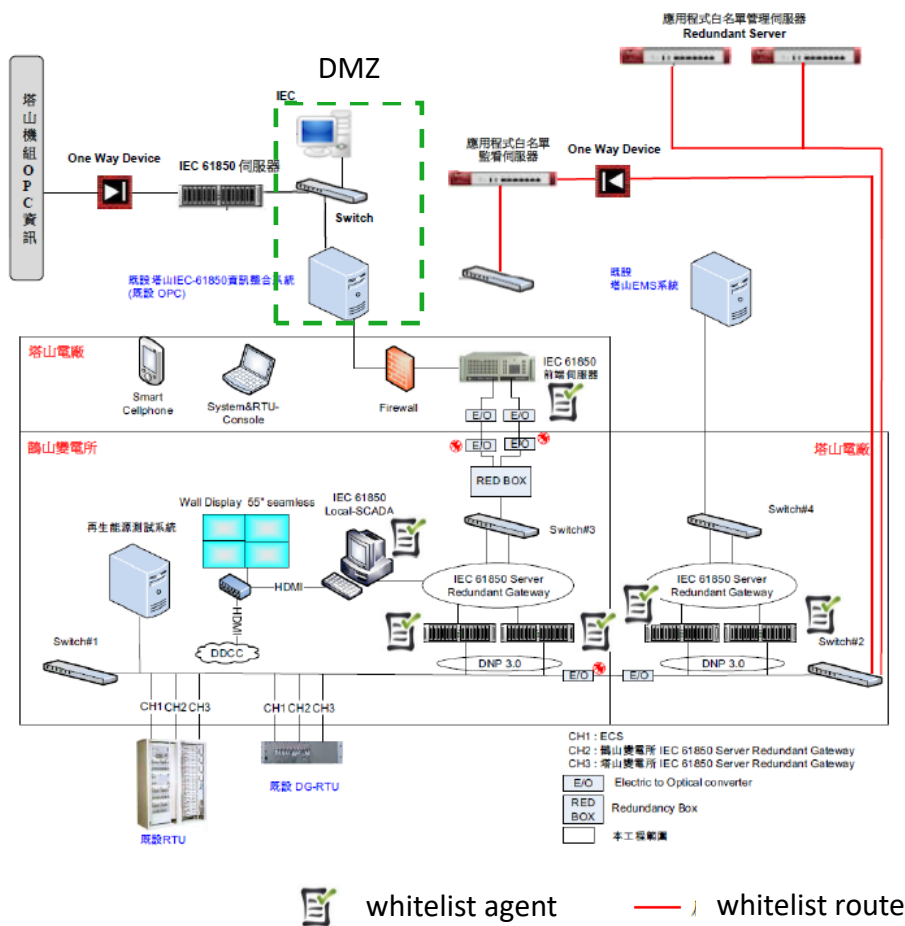 應用程式白名單管理伺服器
Redundant Server
DMZ
IEC
塔山機組OPC資訊
One Way Device
IEC 61850 伺服器
Switch
應用程式白名單
監看伺服器
One Way Device
既設塔山IEC-61850資訊整合系統
(既設 OPC)
既設
塔山EMS系統
塔山電廠
Smart
Cellphone
System&RTU-
Console
Firewall
IEC 61850
前端伺服器
E/O
E/O
E/O
E/O
鵲山變電所
塔山電廠
RED BOX
Wall Display 55" seamless
IEC 61850
Local-SCADA
再生能源測試系統
Switch#3
Switch#4
HDMI
HDMI
IEC 61850 Server
Redundant Gateway
IEC 61850 Server
Redundant Gateway
DDCC
Switch#1
Switch#2
DNP 3.0
DNP 3.0
E/O
E/O
CH1 CH2 CH3
CH1 CH2 CH3
既設 DG-RTU
既設RTU
CH1 : ECS
CH2 : 鵲山變電所 IEC 61850 Server Redundant Gateway
CH3 : 塔山變電所 IEC 61850 Server Redundant Gateway
E/O Electric to Optical converter
RED
BOX
Redundancy Box
本工程範圍
whitelist agent
whitelist route